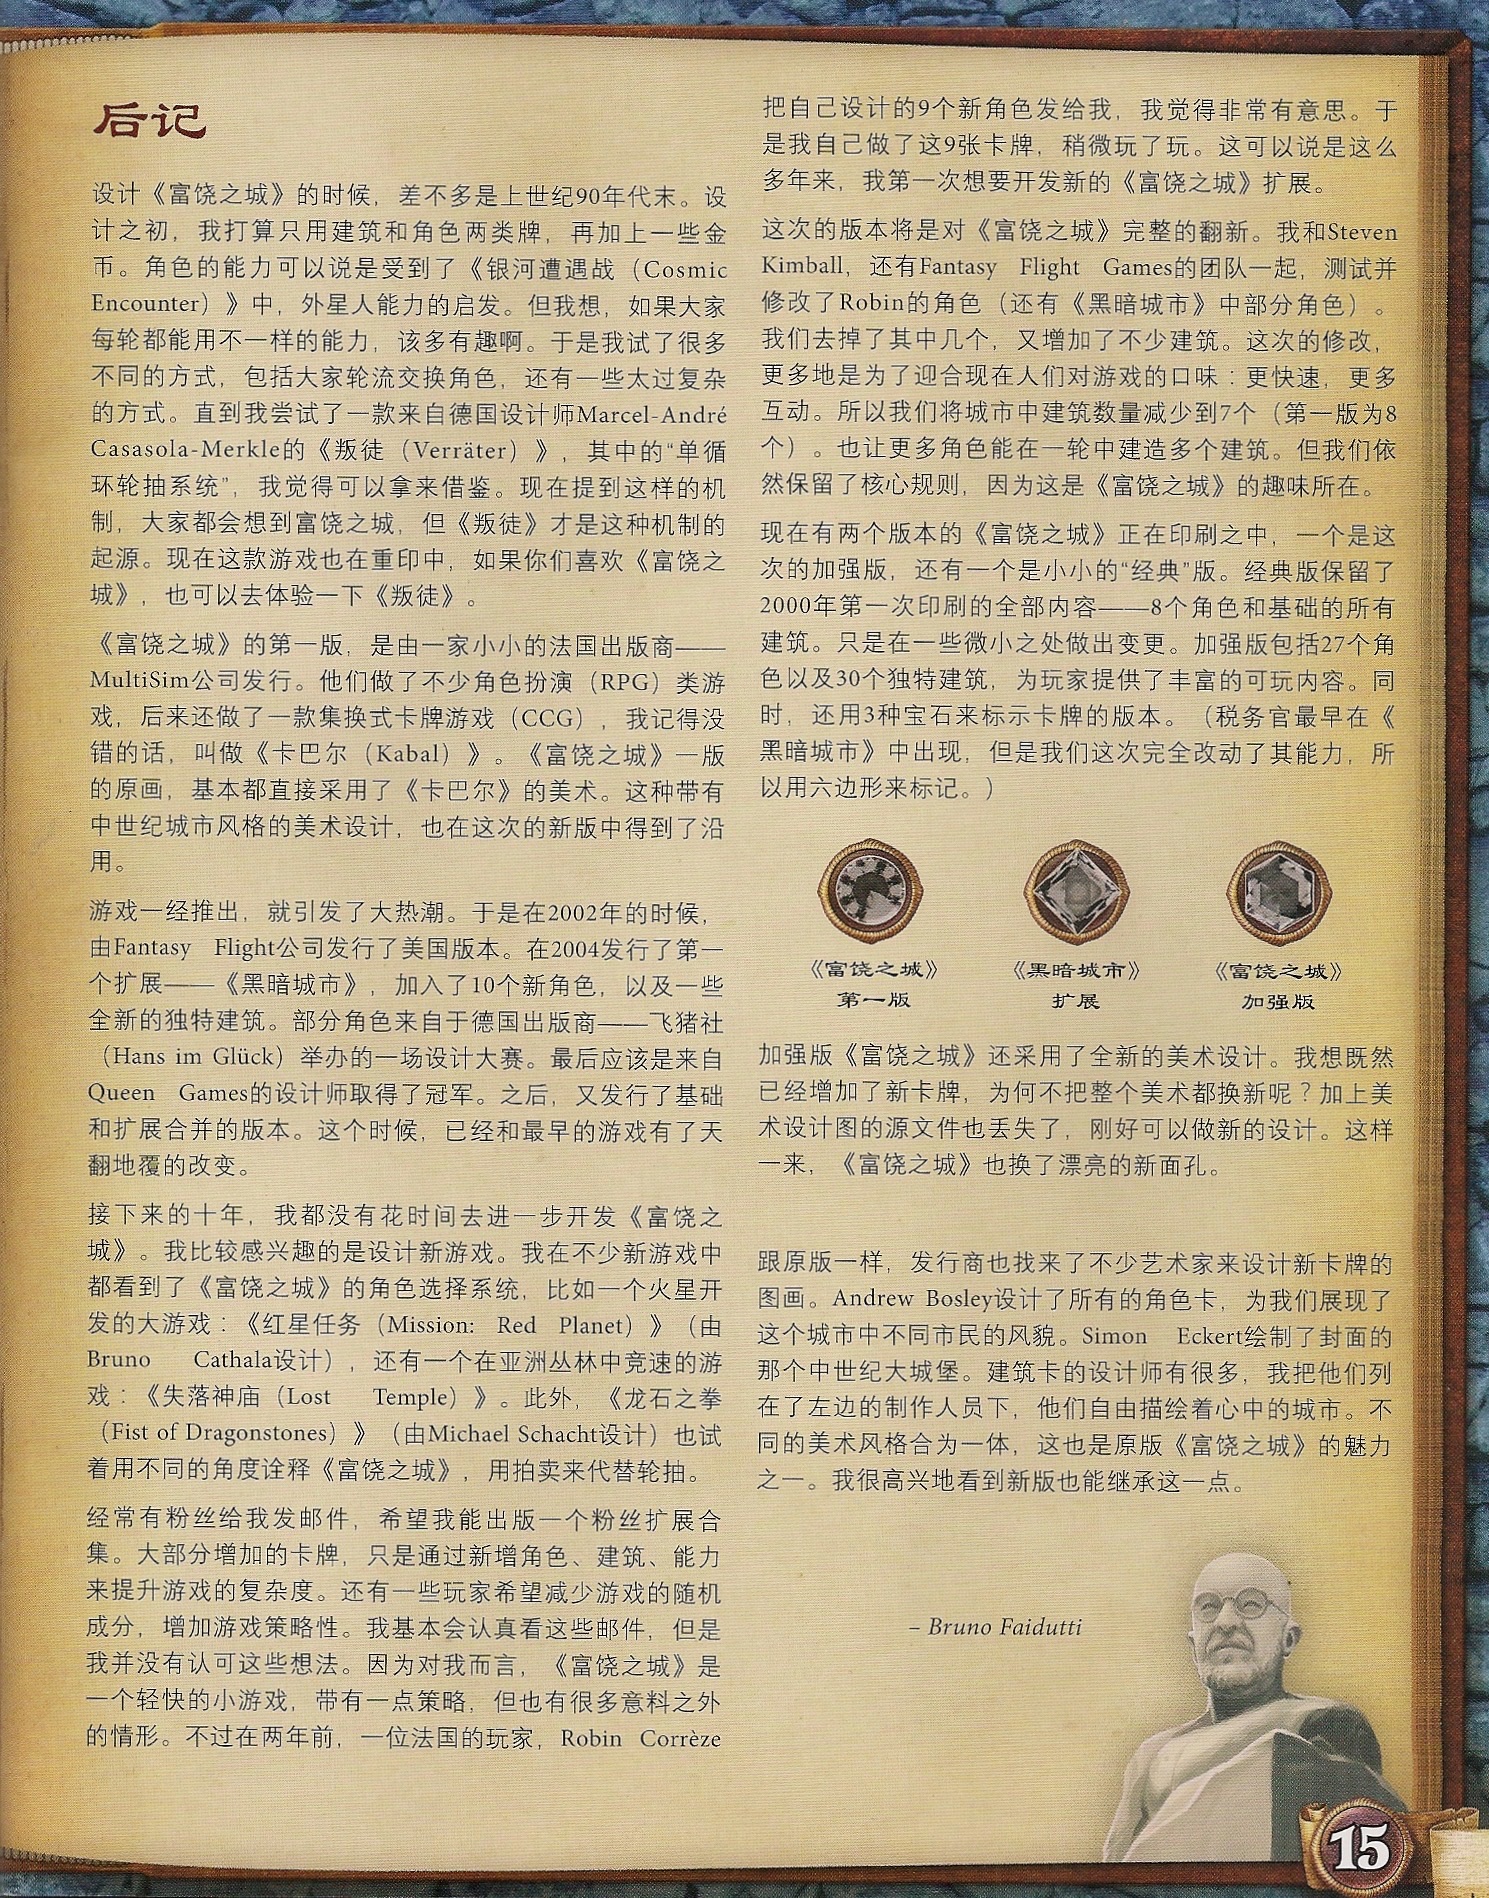 后记
设计《富饶之城》的时候，差不多是上世纪90年代末。设
计之初，我打算只用建筑和角色两类牌，再加上一些金
币。角色的能力可以说是受到了《银河遭遇战（Cosmic
Encounter）》中，外星人能力的启发。但我想，如果大家
每轮都能用不一样的能力，该多有趣啊。于是我试了很多
不同的方式，包括大家轮流交换角色，还有一些太过复杂
的方式。直到我尝试了一款来自德国设计师Marcel-André
Casasola-Merkle的《叛徒（Verräter）》，其中的“单循
环轮抽系统”，我觉得可以拿来借鉴。现在提到这样的机
制，大家都会想到富饶之城，但《叛徒》才是这种机制的
起源。现在这款游戏也在重印中，如果你们喜欢《富饶之
城》，也可以去体验一下《叛徒》。
《富饶之城》的第一版，是由一家小小的法国出版商——
MultiSim公司发行。他们做了不少角色扮演（RPG）类游
戏，后来还做了一款集换式卡牌游戏（CCG），我记得没
错的话，叫做《卡巴尔（Kabal）》。《富饶之城》一版
的原画，基本都直接采用了《卡巴尔》的美术。这种带有
中世纪城市风格的美术设计，也在这次的新版中得到了沿
用。
游戏一经推出，就引发了大热潮。于是在2002年的时候，
由Fantasy Flight公司发行了美国版本。在2004发行了第一
个扩展——《黑暗城市》，加入了10个新角色，以及一些
全新的独特建筑。部分角色来自于德国出版商——飞猪社
（Hans im Glück）举办的一场设计大赛。最后应该是来自
Queen Games的设计师取得了冠军。之后，又发行了基础
和扩展合并的版本。这个时候，已经和最早的游戏有了天
翻地覆的改变。
接下来的十年，我都没有花时间去进一步开发《富饶之
城》。我比较感兴趣的是设计新游戏。我在不少新游戏中
都看到了《富饶之城》的角色选择系统，比如一个火星开
发的大游戏：《红星任务（Mission: Red Planet）》（由
Bruno Cathala设计），还有一个在亚洲丛林中竞速的游
戏：《失落神庙（Lost Temple）》。此外，《龙石之拳
（Fist of Dragonstones）》（由Michael Schacht设计）也试
着用不同的角度诠释《富饶之城》，用拍卖来代替轮抽。
经常有粉丝给我发邮件，希望我能出版一个粉丝扩展合
集。大部分增加的卡牌，只是通过新增角色、建筑、能力
来提升游戏的复杂度。还有一些玩家希望减少游戏的随机
成分，增加游戏策略性。我基本会认真看这些邮件，但是
我并没有认可这些想法。因为对我而言，《富饶之城》是
一个轻快的小游戏，带有一点策略，但也有很多意料之外
的情形。不过在两年前，一位法国的玩家，Robin Corrèze
把自己设计的9个新角色发给我，我觉得非常有意思。于
是我自己做了这9张卡牌，稍微玩了玩。这可以说是这么
多年来，我第一次想要开发新的《富饶之城》扩展。
这次的版本将是对《富饶之城》完整的翻新。我和Steven
Kimball，还有Fantasy Flight Games的团队一起，测试并
修改了Robin的角色（还有《黑暗城市》中部分角色）。
我们去掉了其中几个，又增加了不少建筑。这次的修改，
更多地是为了迎合现在人们对游戏的口味：更快速，更多
互动。所以我们将城市中建筑数量减少到7个（第一版为8
个）。也让更多角色能在一轮中建造多个建筑。但我们依
然保留了核心规则，因为这是《富饶之城》的趣味所在。
现在有两个版本的《富饶之城》正在印刷之中，一个是这
次的加强版，还有一个是小小的“经典”版。经典版保留了
2000年第一次印刷的全部内容——8个角色和基础的所有
建筑。只是在一些微小之处做出变更。加强版包括27个角
色以及30个独特建筑，为玩家提供了丰富的可玩内容。同
时，还用3种宝石来标示卡牌的版本。（税务官最早在《
黑暗城市》中出现，但是我们这次完全改动了其能力，所
以用六边形来标记。）
《富饶之城》
第一版
《黑暗城市》
扩展
《富饶之城》
加强版
加强版《富饶之城》还采用了全新的美术设计。我想既然
已经增加了新卡牌，为何不把整个美术都换新呢？加上美
术设计图的源文件也丢失了，刚好可以做新的设计。这样
一来，《富饶之城》也换了漂亮的新面孔。
跟原版一样，发行商也找来了不少艺术家来设计新卡牌的
图画。Andrew Bosley设计了所有的角色卡，为我们展现了
这个城市中不同市民的风貌。Simon Eckert绘制了封面的
那个中世纪大城堡。建筑卡的设计师有很多，我把他们列
在了左边的制作人员下，他们自由描绘着心中的城市。不
同的美术风格合为一体，这也是原版《富饶之城》的魅力
之一。我很高兴地看到新版也能继承这一点。
– Bruno Faidutti
15